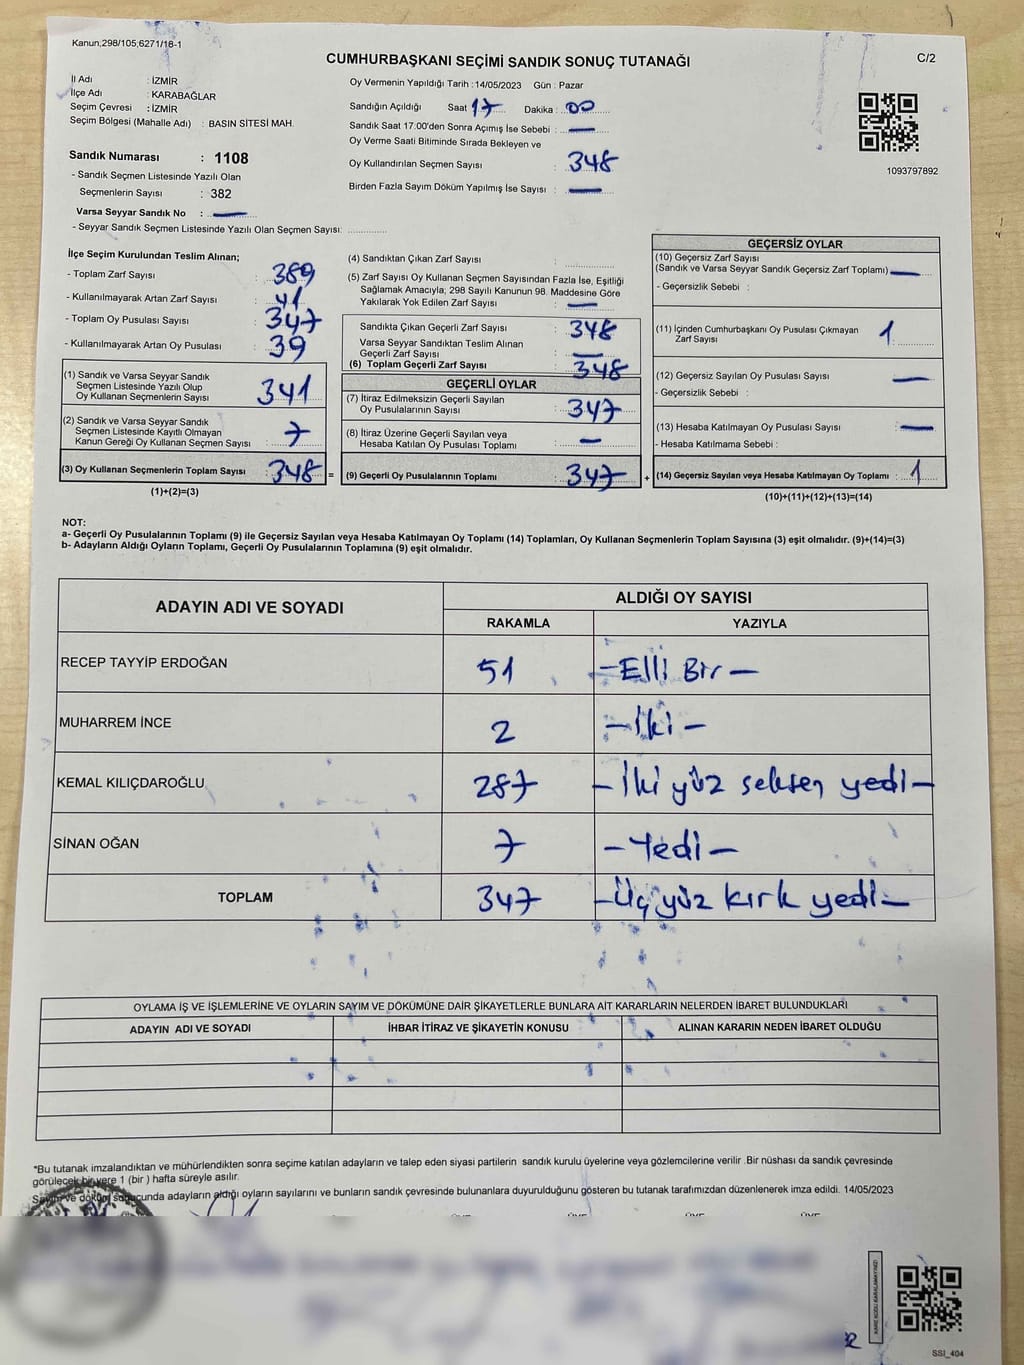 Kanun,298/105;6271/18-1
CUMHURBAŞKANI SEÇİMİ SANDIK SONUÇ TUTANAĞI
C/2
İl Adı : İZMİR
İlçe Adı : KARABAĞLAR
Seçim Çevresi : İZMİR
Seçim Bölgesi (Mahalle Adı) : BASIN SİTESİ MAH.
Sandık Numarası : 1108
- Sandık Seçmen Listesinde Yazılı Olan
Seçmenlerin Sayısı : 382
Varsa Seyyar Sandık No : —
- Seyyar Sandık Seçmen Listesinde Yazılı Olan Seçmen Sayısı: ..............
Oy Vermenin Yapıldığı Tarih : 14/05/2023 Gün : Pazar
Sandığın Açıldığı Saat 17 Dakika : 00
Sandık Saat 17:00'den Sonra Açımış İse Sebebi : —
Oy Verme Saati Bitiminde Sırada Bekleyen ve
Oy Kullandırılan Seçmen Sayısı : 348
Birden Fazla Sayım Döküm Yapılmış İse Sayısı : —
1093797892
İlçe Seçim Kurulundan Teslim Alınan;
- Toplam Zarf Sayısı : 389
- Kullanılmayarak Artan Zarf Sayısı : 41
- Toplam Oy Pusulası Sayısı : 347
- Kullanılmayarak Artan Oy Pusulası : 39
(1) Sandık ve Varsa Seyyar Sandık
Seçmen Listesinde Yazılı Olup
Oy Kullanan Seçmenlerin Sayısı : 341
(2) Sandık ve Varsa Seyyar Sandık
Seçmen Listesinde Kayıtlı Olmayan
Kanun Gereği Oy Kullanan Seçmen Sayısı : 7
(3) Oy Kullanan Seçmenlerin Toplam Sayısı : 348 =
(1)+(2)=(3)
(4) Sandıktan Çıkan Zarf Sayısı : ..............
(5) Zarf Sayısı Oy Kullanan Seçmen Sayısından Fazla İse, Eşitliği
Sağlamak Amacıyla; 298 Sayılı Kanunun 98. Maddesine Göre
Yakılarak Yok Edilen Zarf Sayısı : —
Sandıkta Çıkan Geçerli Zarf Sayısı : 348
Varsa Seyyar Sandıktan Teslim Alınan
Geçerli Zarf Sayısı : —
(6) Toplam Geçerli Zarf Sayısı : 348
GEÇERLİ OYLAR
(7) İtiraz Edilmeksizin Geçerli Sayılan
Oy Pusulalarının Sayısı : 347
(8) İtiraz Üzerine Geçerli Sayılan veya
Hesaba Katılan Oy Pusulası Toplamı : —
(9) Geçerli Oy Pusulalarının Toplamı : 347 +
GEÇERSİZ OYLAR
(10) Geçersiz Zarf Sayısı
(Sandık ve Varsa Seyyar Sandık Geçersiz Zarf Toplamı) : —
- Geçersizlik Sebebi :
(11) İçinden Cumhurbaşkanı Oy Pusulası Çıkmayan
Zarf Sayısı : 1
(12) Geçersiz Sayılan Oy Pusulası Sayısı : —
- Geçersizlik Sebebi :
(13) Hesaba Katılmayan Oy Pusulası Sayısı : —
- Hesaba Katılmama Sebebi :
(14) Geçersiz Sayılan veya Hesaba Katılmayan Oy Toplamı : 1
(10)+(11)+(12)+(13)=(14)
NOT:
a- Geçerli Oy Pusulalarının Toplamı (9) ile Geçersiz Sayılan veya Hesaba Katılmayan Oy Toplamı (14) Toplamları, Oy Kullanan Seçmenlerin Toplam Sayısına (3) eşit olmalıdır. (9)+(14)=(3)
b- Adayların Aldığı Oyların Toplamı, Geçerli Oy Pusulalarının Toplamına (9) eşit olmalıdır.
ADAYIN ADI VE SOYADI ALDIĞI OY SAYISI
RAKAMLA YAZIYLA
RECEP TAYYİP ERDOĞAN 51 -Elli Bir-
MUHARREM İNCE 2 -İki-
KEMAL KILIÇDAROĞLU 287 -İki yüz seksen yedi-
SİNAN OĞAN 7 -Yedi-
TOPLAM 347 -Üç yüz kırk yedi-
OYLAMA İŞ VE İŞLEMLERİNE VE OYLARIN SAYIM VE DÖKÜMÜNE DAİR ŞİKAYETLERLE BUNLARA AİT KARARLARIN NELERDEN İBARET BULUNDUKLARI
ADAYIN ADI VE SOYADI İHBAR İTİRAZ VE ŞİKAYETİN KONUSU ALINAN KARARIN NEDEN İBARET OLDUĞU
*Bu tutanak imzalandıktan ve mühürlendikten sonra seçime katılan adayların ve talep eden siyasi partilerin sandık kurulu üyelerine veya gözlemcilerine verilir .Bir nüshası da sandık çevresinde
görülecek bir yere 1 (bir ) hafta süreyle asılır.
Sayım ve döküm sonucunda adayların aldığı oyların sayılarını ve bunların sandık çevresinde bulunanlara duyurulduğunu gösteren bu tutanak tarafımızdan düzenlenerek imza edildi. 14/05/2023
SSI_404